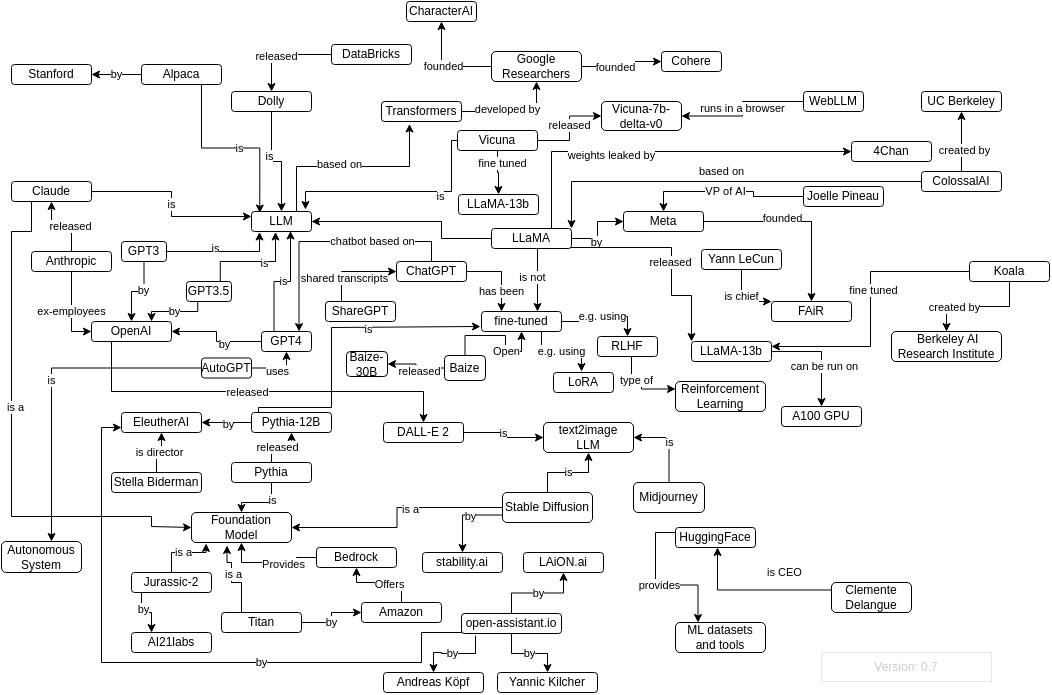 CharacterAI
DataBricks
released
founded
Google
Researchers
founded
Cohere
Stanford
by
Alpaca
Dolly
Transformers
developed by
Vicuna-7b-
delta-v0
runs in a browser
WebLLM
UC Berkeley
released
Vicuna
is
is
based on
fine tuned
weights leaked by
4Chan
created by
based on
ColossalAI
Claude
is
is
LLaMA-13b
VP of AI
Joelle Pineau
released
LLM
Meta
founded
LLaMA
by
GPT3
is
chatbot based on
Anthropic
is
is not
released
Yann LeCun
Koala
ChatGPT
shared transcripts
is
by
GPT3.5
has been
is chief
fine tuned
created by
ex-employees
by
ShareGPT
FAiR
OpenAI
is
fine-tuned
e.g. using
by
GPT4
RLHF
Berkeley AI
Research Institute
Open
e.g. using
LLaMA-13b
AutoGPT
uses
Baize-
30B
released
Baize
can be run on
is
LoRA
type of
Reinforcement
Learning
released
is a
A100 GPU
EleutherAI
by
Pythia-12B
DALL-E 2
is
text2image
LLM
is
is director
released
Stella Biderman
Pythia
is
is
Midjourney
Stable Diffusion
is a
by
Foundation
Model
HuggingFace
Autonomous
System
is a
Provides
Bedrock
stability.ai
LAiON.ai
is CEO
Jurassic-2
is a
Offers
provides
Clemente
Delangue
by
by
Amazon
Titan
by
open-assistant.io
AI21labs
ML datasets
and tools
by
by
by
Version: 0.7
Andreas Köpf
Yannic Kilcher